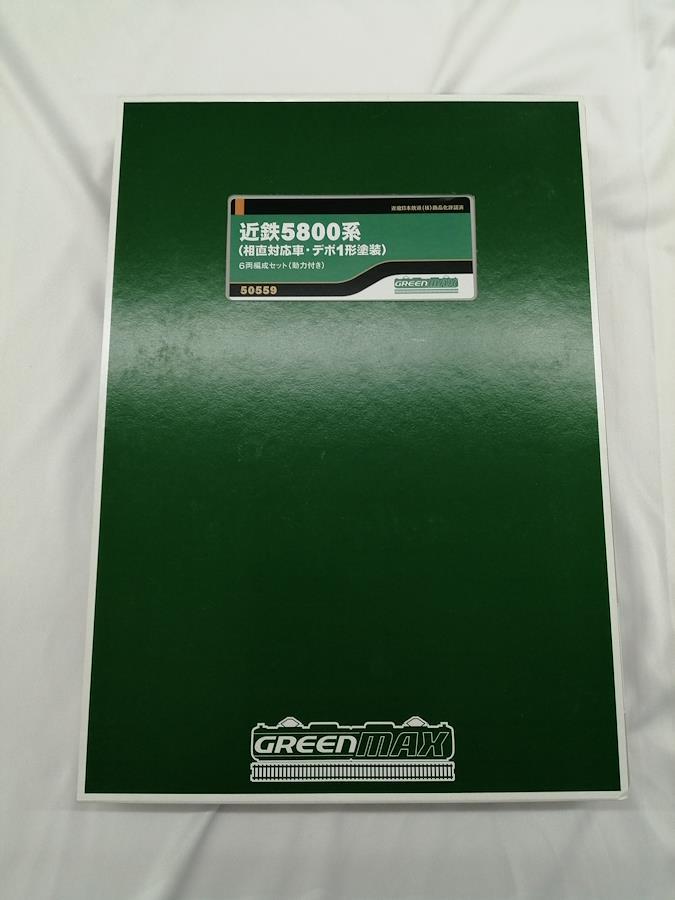 近畿日本鉄道(株)商品化許諾済
近鉄5800系
(相直対応車・デボ1形塗装)
6両編成セット(動力付き)
50559
GREENMAX
GREENMAX